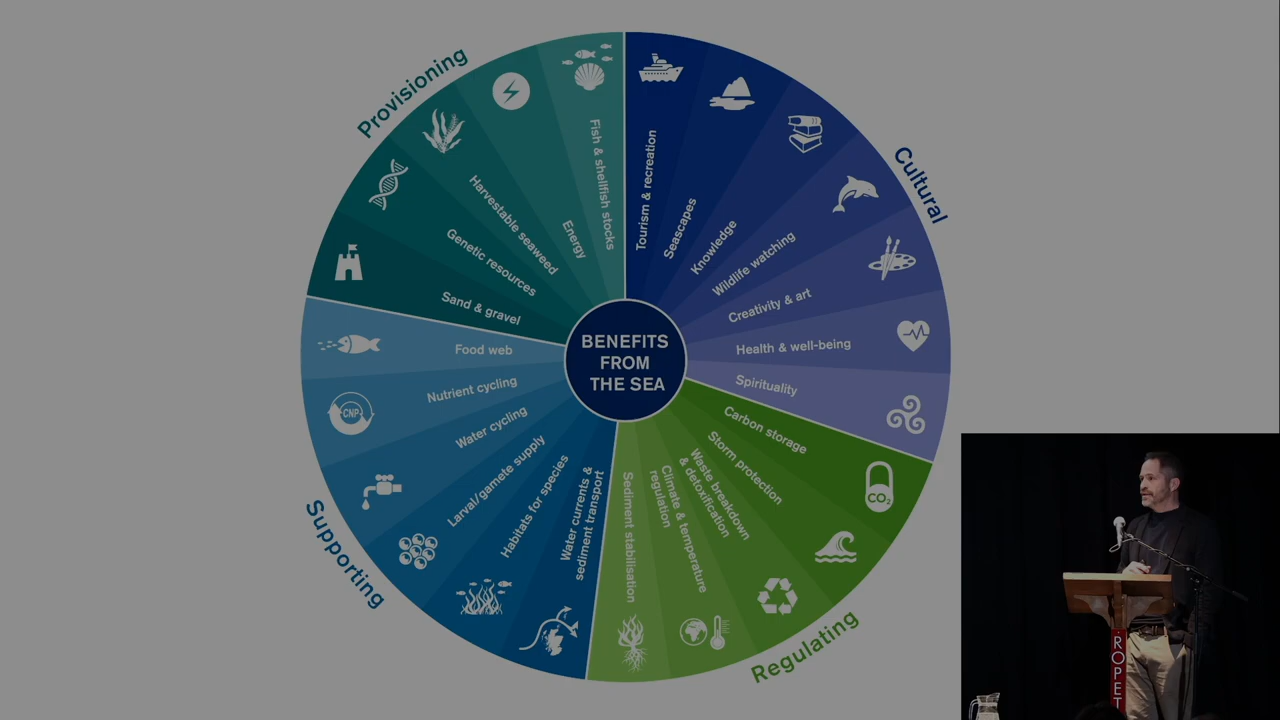 BENEFITS
FROM
THE SEA
Provisioning
Fish & shellfish stocks
Energy
Harvestable seaweed
Genetic resources
Sand & gravel
Cultural
Tourism & recreation
Seascapes
Knowledge
Wildlife watching
Creativity & art
Health & well-being
Spirituality
Regulating
Carbon storage
CO₂
Storm protection
Waste breakdown
& detoxification
Climate & temperature
regulation
Sediment stabilisation
Supporting
Food web
Nutrient cycling
CNP
Water cycling
Larval/gamete supply
Habitats for species
Water currents &
sediment transport
ROPET